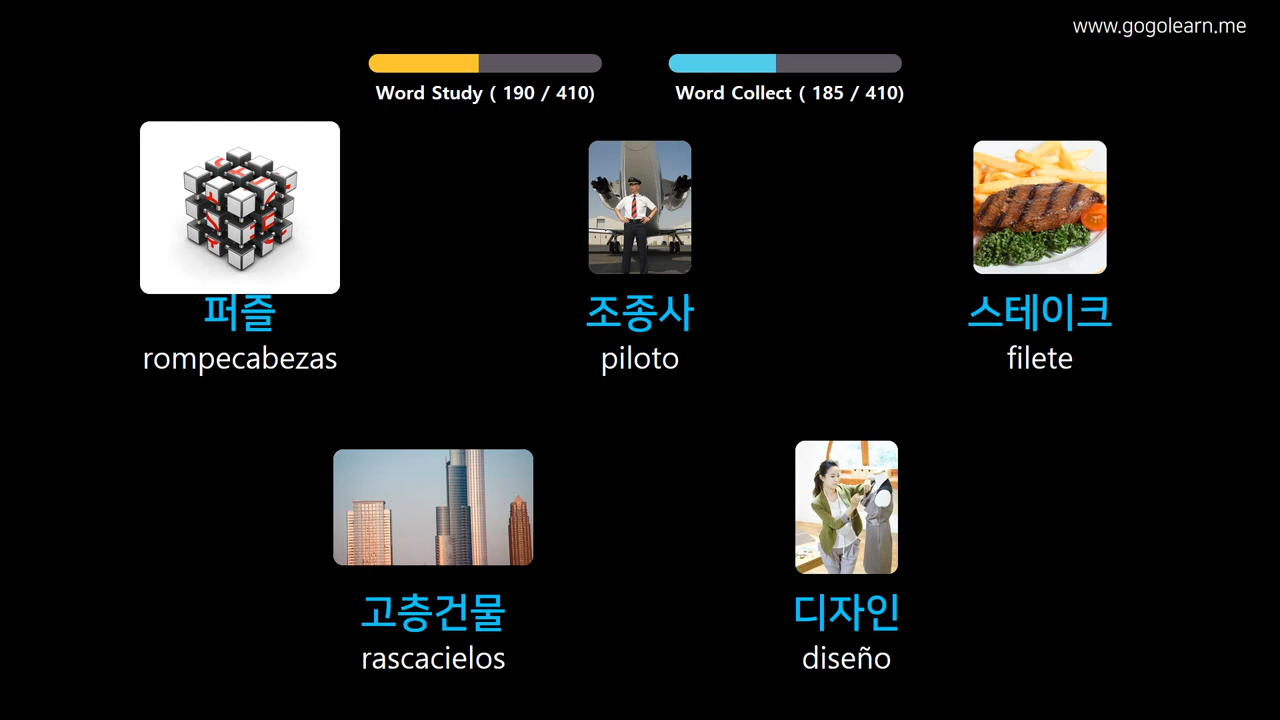 www.gogolearn.me
Word Study ( 190 / 410)
Word Collect ( 185 / 410)
퍼즐
rompecabezas
조종사
piloto
스테이크
filete
고층건물
rascacielos
디자인
diseño